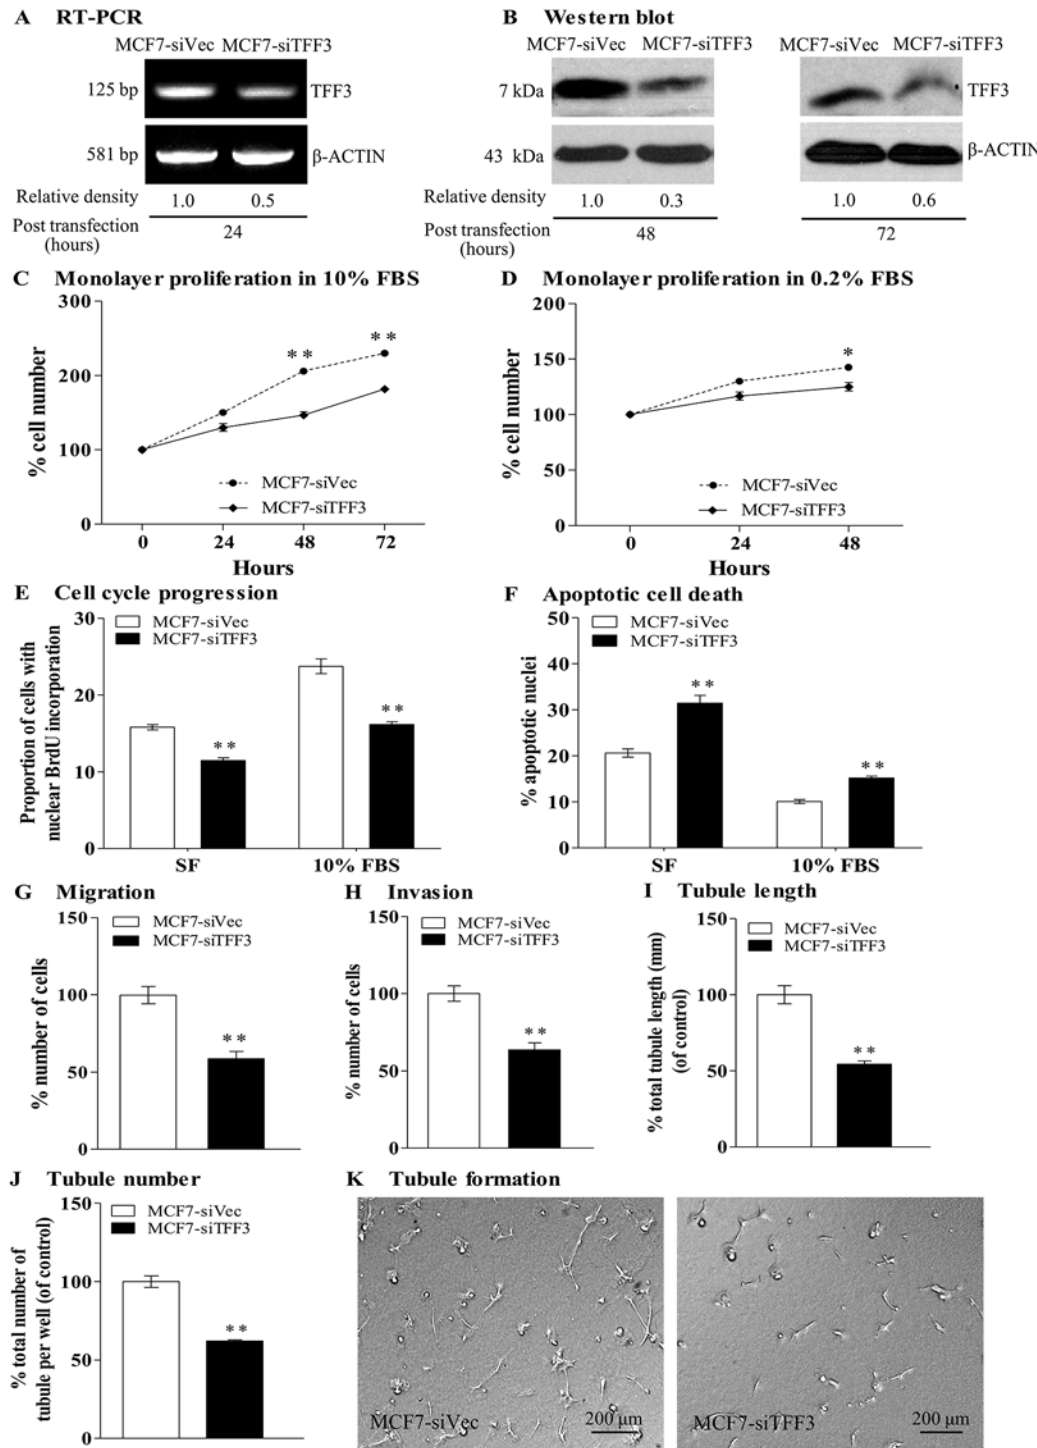 A RT-PCR
MCF7-siVec MCF7-siTFF3
125 bp
TFF3
581 bp
β-ACTIN
Relative density
1.0 0.5
Post transfection
(hours)
24
B Western blot
MCF7-siVec MCF7-siTFF3
MCF7-siVec MCF7-siTFF3
7 kDa
TFF3
43 kDa
β-ACTIN
Relative density
1.0 0.3
1.0 0.6
Post transfection
(hours)
48
72
C Monolayer proliferation in 10% FBS
% cell number
300
200
100
0
** **
MCF7-siVec
MCF7-siTFF3
0 24 48 72
Hours
D Monolayer proliferation in 0.2% FBS
% cell number
200
150
100
50
0
*
MCF7-siVec
MCF7-siTFF3
0 24 48
Hours
E Cell cycle progression
Proportion of cells with
nuclear BrdU incorporation
30
20
10
0
MCF7-siVec
MCF7-siTFF3
** **
SF 10% FBS
F Apoptotic cell death
% apoptotic nuclei
50
40
30
20
10
0
MCF7-siVec
MCF7-siTFF3
** **
SF 10% FBS
G Migration
% number of cells
150
100
50
0
MCF7-siVec
MCF7-siTFF3
**
H Invasion
% number of cells
150
100
50
0
MCF7-siVec
MCF7-siTFF3
**
I Tubule length
% total tubule length (mm)
(of control)
150
100
50
0
MCF7-siVec
MCF7-siTFF3
**
J Tubule number
% total number of
tubule per well (of control)
150
100
50
0
MCF7-siVec
MCF7-siTFF3
**
K Tubule formation
MCF7-siVec
200 µm
MCF7-siTFF3
200 µm